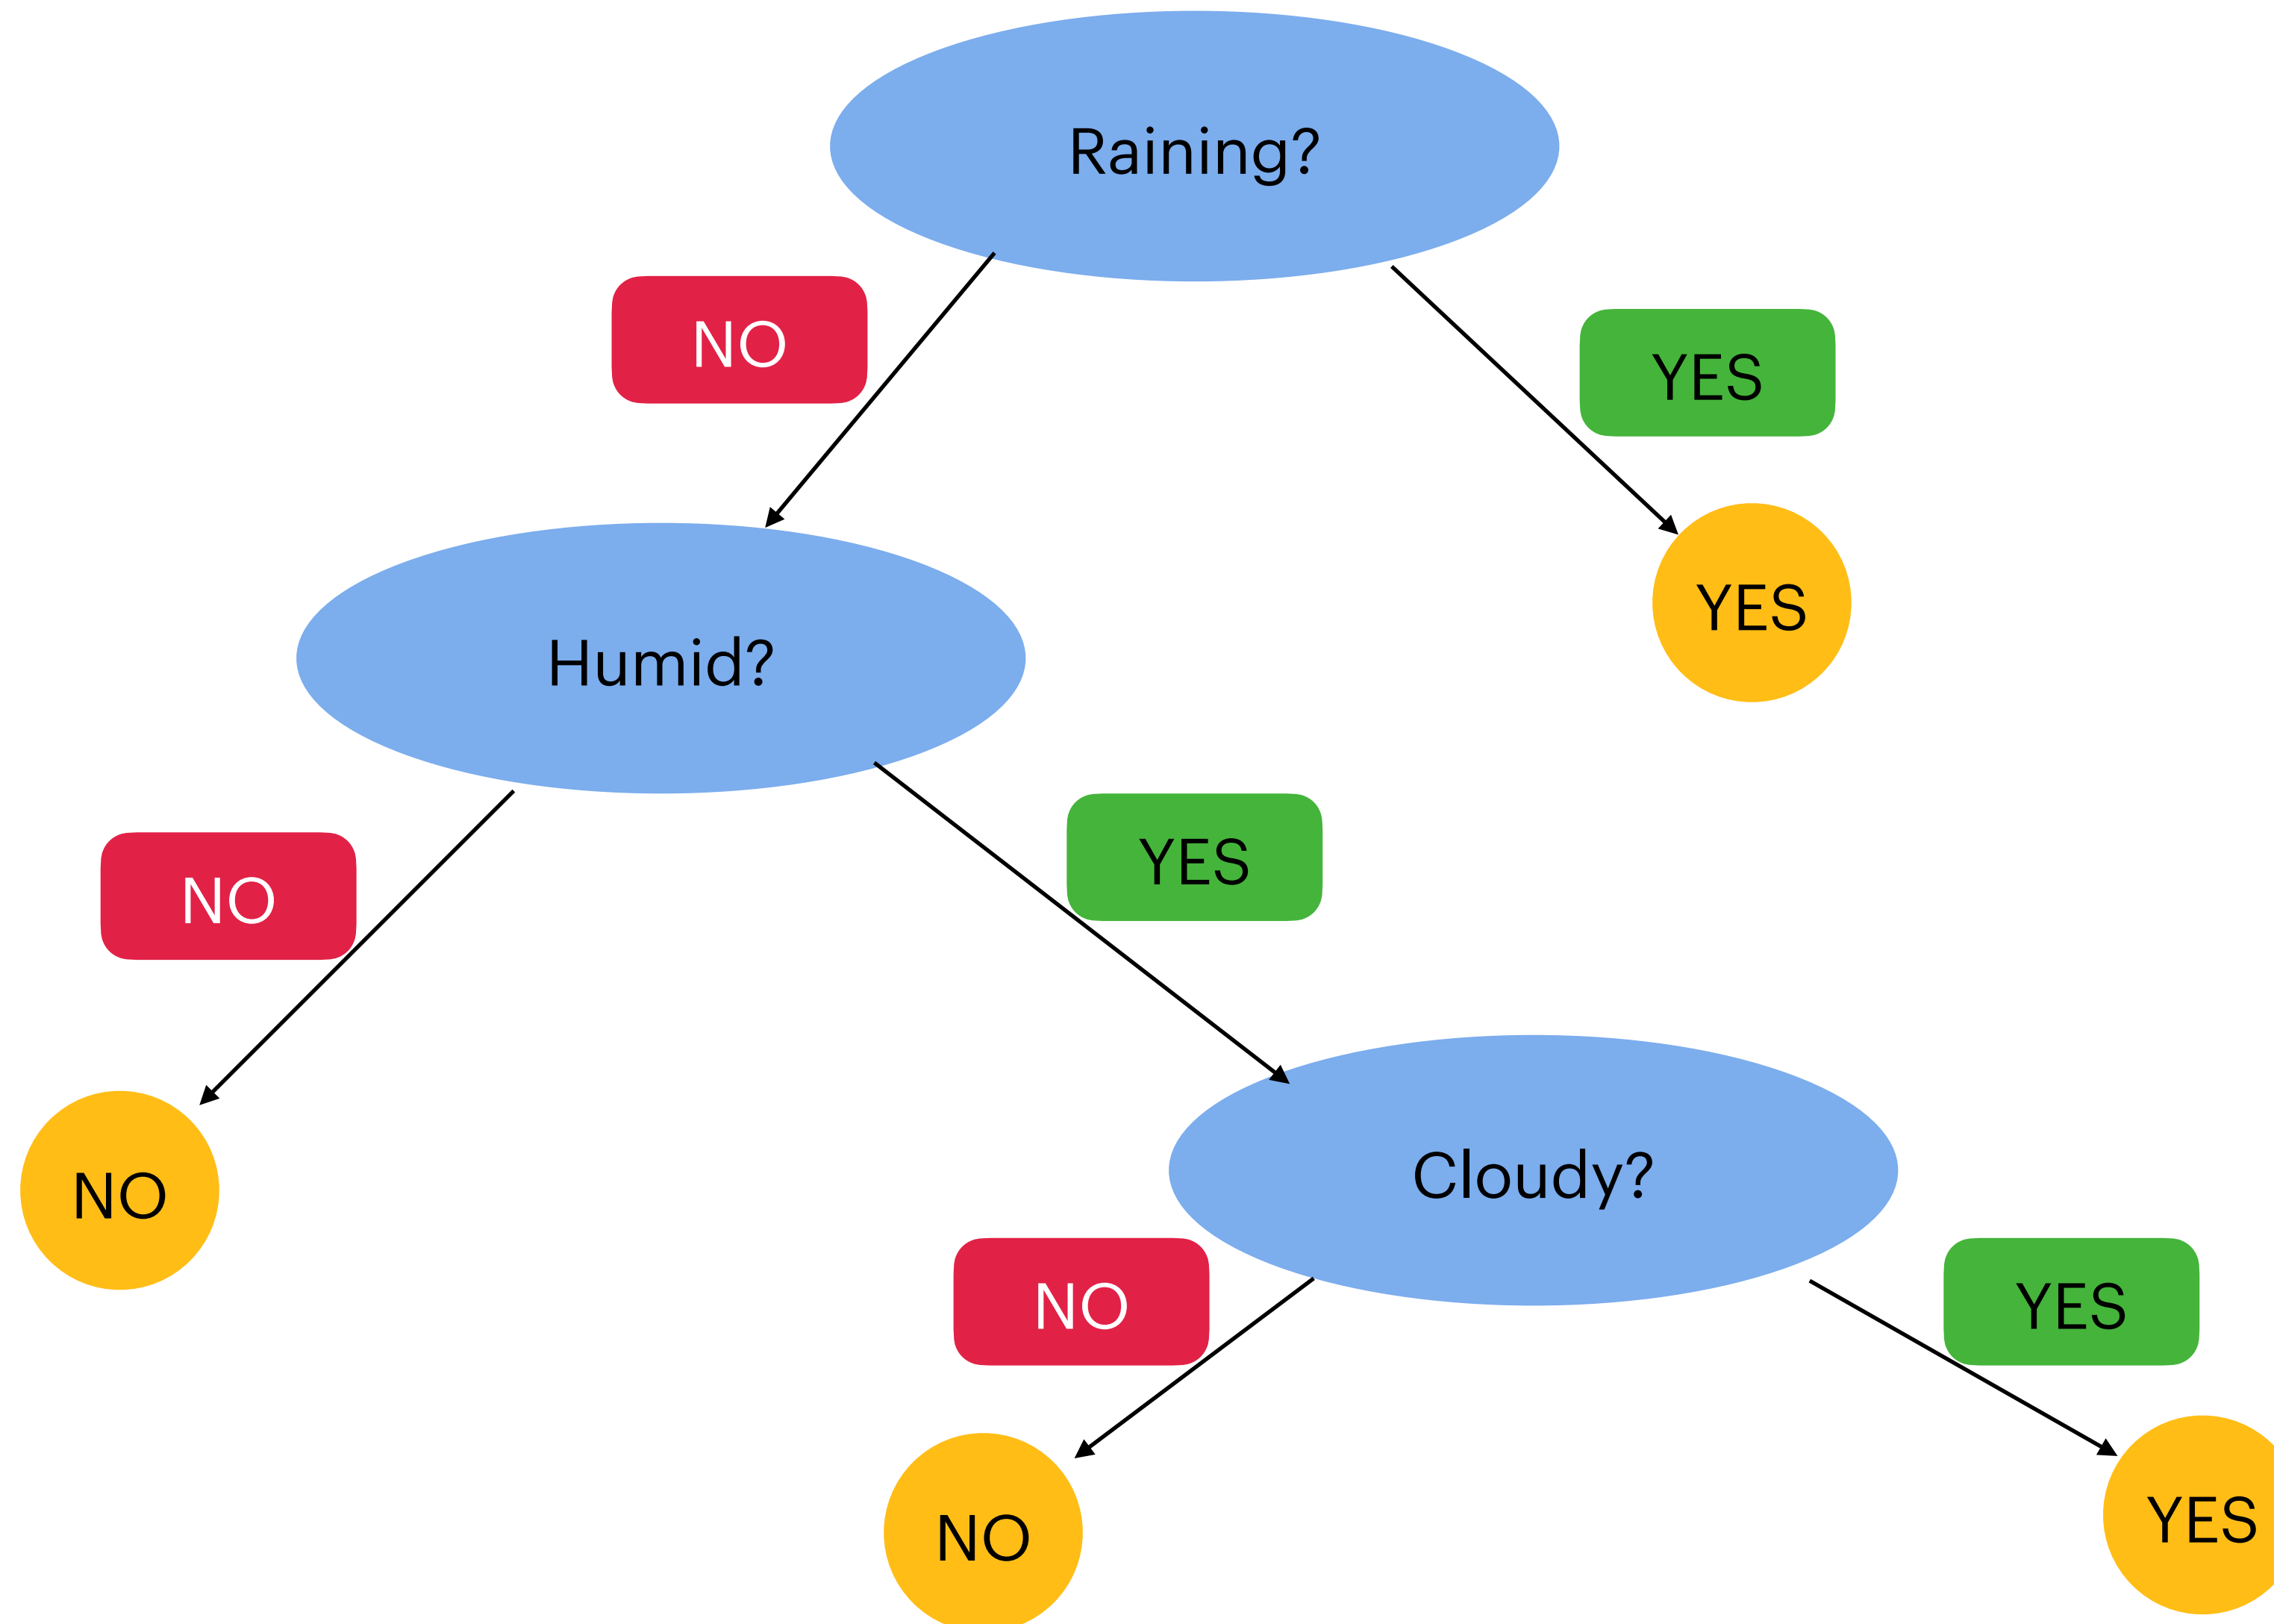 Raining?
NO
YES
YES
Humid?
YES
NO
Cloudy?
NO
NO
YES
YES
NO